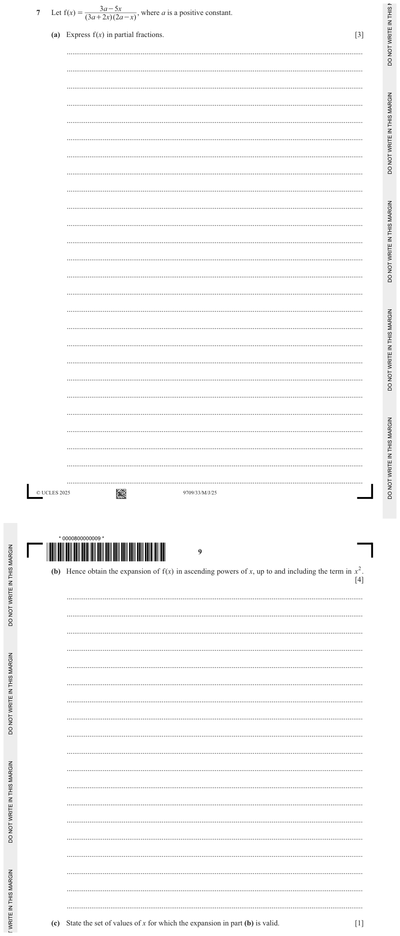 DO NOT WRITE IN THIS
7 Let f(x) = (3a − 5x) / ((3a + 2x)(2a − x)), where a is a positive constant.
(a) Express f(x) in partial fractions. [3]
DO NOT WRITE IN THIS MARGIN
DO NOT WRITE IN THIS MARGIN
DO NOT WRITE IN THIS MARGIN
DO NOT WRITE IN THIS MARGIN
© UCLES 2025 9709/33/M/J/25
* 0000800000009 *
9
DO NOT WRITE IN THIS MARGIN
(b) Hence obtain the expansion of f(x) in ascending powers of x, up to and including the term in x².
[4]
DO NOT WRITE IN THIS MARGIN
DO NOT WRITE IN THIS MARGIN
WRITE IN THIS MARGIN
(c) State the set of values of x for which the expansion in part (b) is valid. [1]